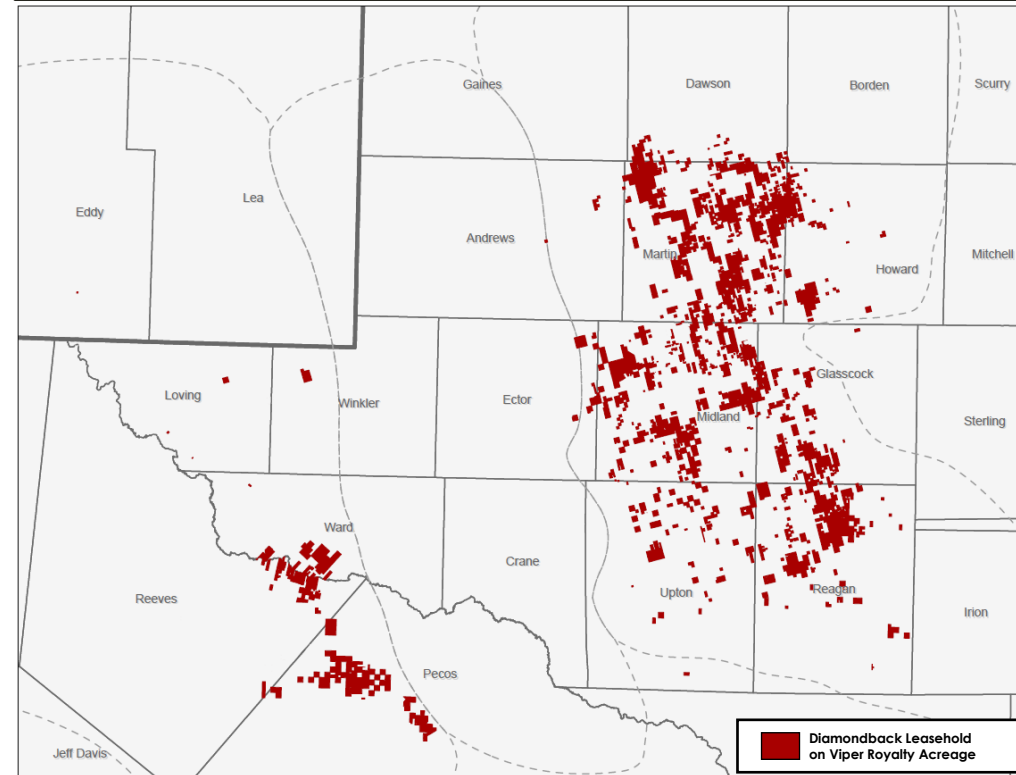 Gaines
Dawson
Borden
Scurry
Eddy
Lea
Andrews
Martin
Howard
Mitchell
Loving
Winkler
Ector
Midland
Glasscock
Sterling
Ward
Crane
Reeves
Upton
Reagan
Irion
Pecos
Jeff Davis
Diamondback Leasehold
on Viper Royalty Acreage